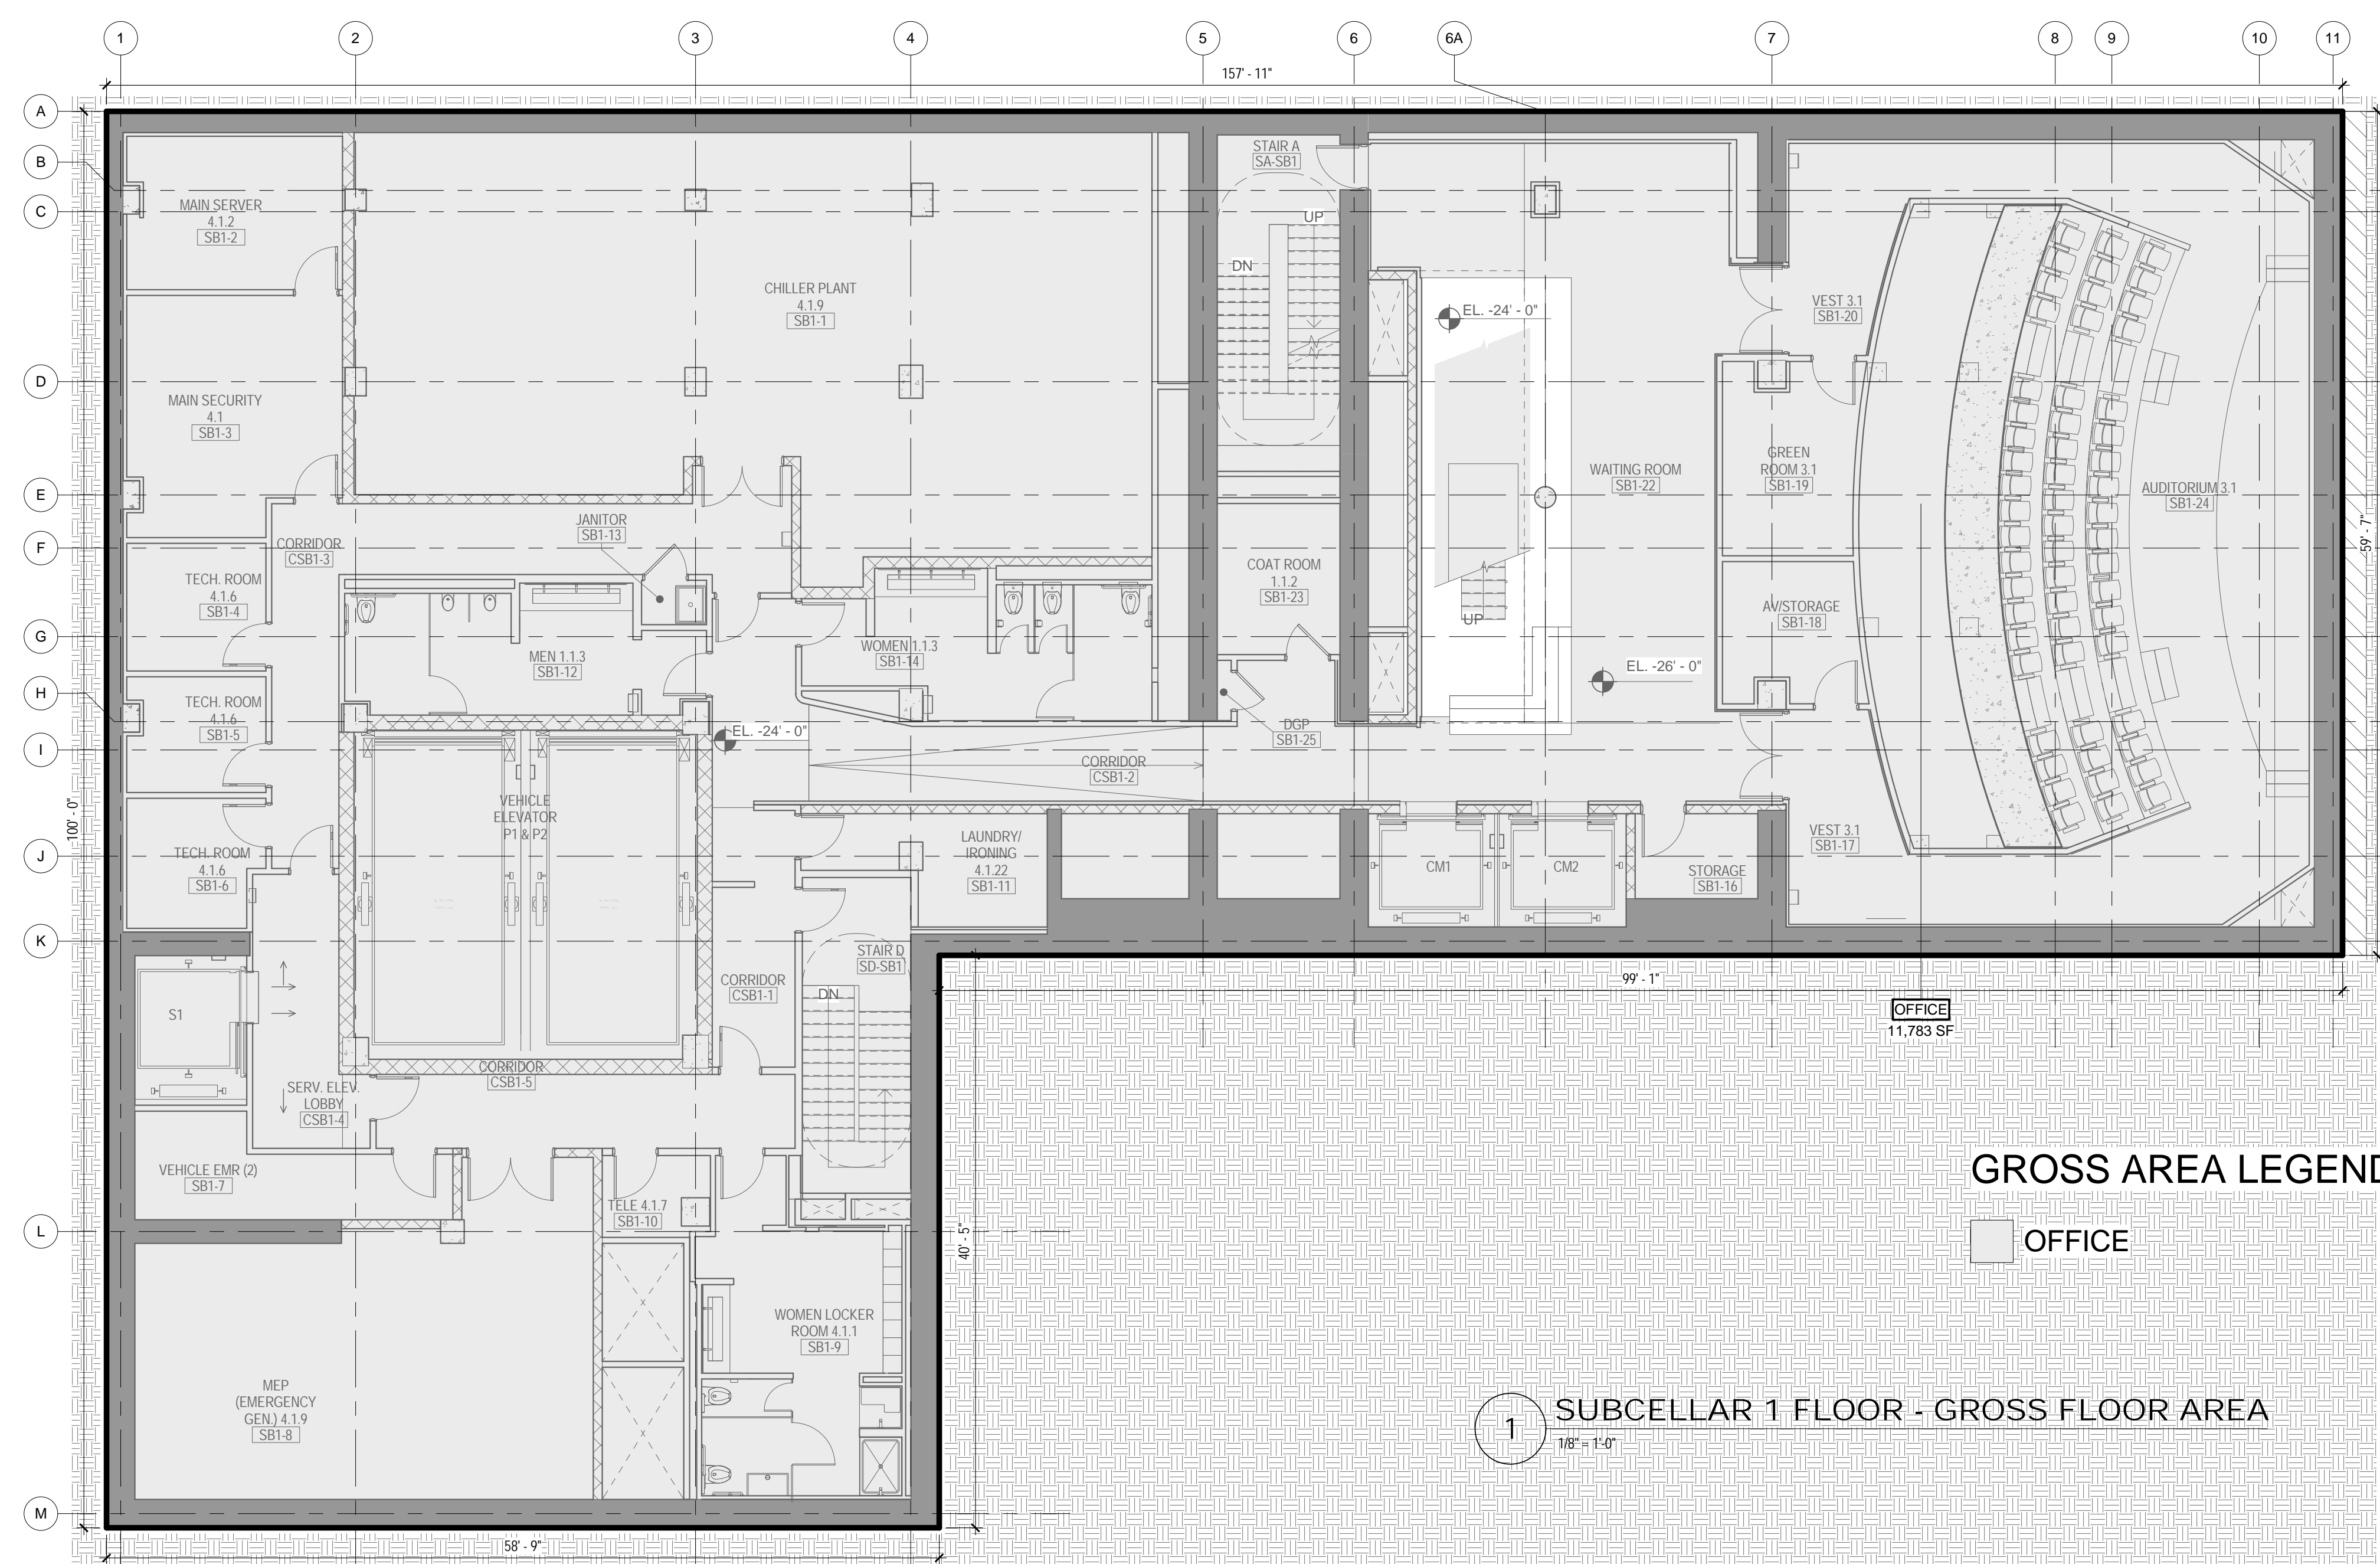 1
2
3
4
5
6
6A
7
8
9
10
11
157' - 11"
A
B
C
D
E
F
G
H
I
J
K
L
M
100' - 0"
59' - 7"
MAIN SERVER
4.1.2
SB1-2
CHILLER PLANT
4.1.9
SB1-1
STAIR A
SA-SB1
UP
DN
EL. -24' - 0"
VEST 3.1
SB1-20
MAIN SECURITY
4.1
SB1-3
WAITING ROOM
SB1-22
GREEN
ROOM 3.1
SB1-19
AUDITORIUM 3.1
SB1-24
JANITOR
SB1-13
CORRIDOR
CSB1-3
TECH. ROOM
4.1.6
SB1-4
COAT ROOM
1.1.2
SB1-23
UP
AV/STORAGE
SB1-18
MEN 1.1.3
SB1-12
WOMEN 1.1.3
SB1-14
EL. -26' - 0"
TECH. ROOM
4.1.6
SB1-5
EL. -24' - 0"
DGP
SB1-25
CORRIDOR
CSB1-2
VEHICLE
ELEVATOR
P1 & P2
TECH. ROOM
4.1.6
SB1-6
LAUNDRY/
IRONING
4.1.22
SB1-11
CM1
CM2
STORAGE
SB1-16
VEST 3.1
SB1-17
STAIR D
SD-SB1
DN
CORRIDOR
CSB1-1
99' - 1"
S1
OFFICE
11,783 SF
CORRIDOR
CSB1-5
SERV. ELEV.
LOBBY
CSB1-4
VEHICLE EMR (2)
SB1-7
TELE 4.1.7
SB1-10
40' - 5"
GROSS AREA LEGEND
OFFICE
WOMEN LOCKER
ROOM 4.1.1
SB1-9
MEP
(EMERGENCY
GEN.) 4.1.9
SB1-8
1
SUBCELLAR 1 FLOOR - GROSS FLOOR AREA
1/8" = 1'-0"
58' - 9"